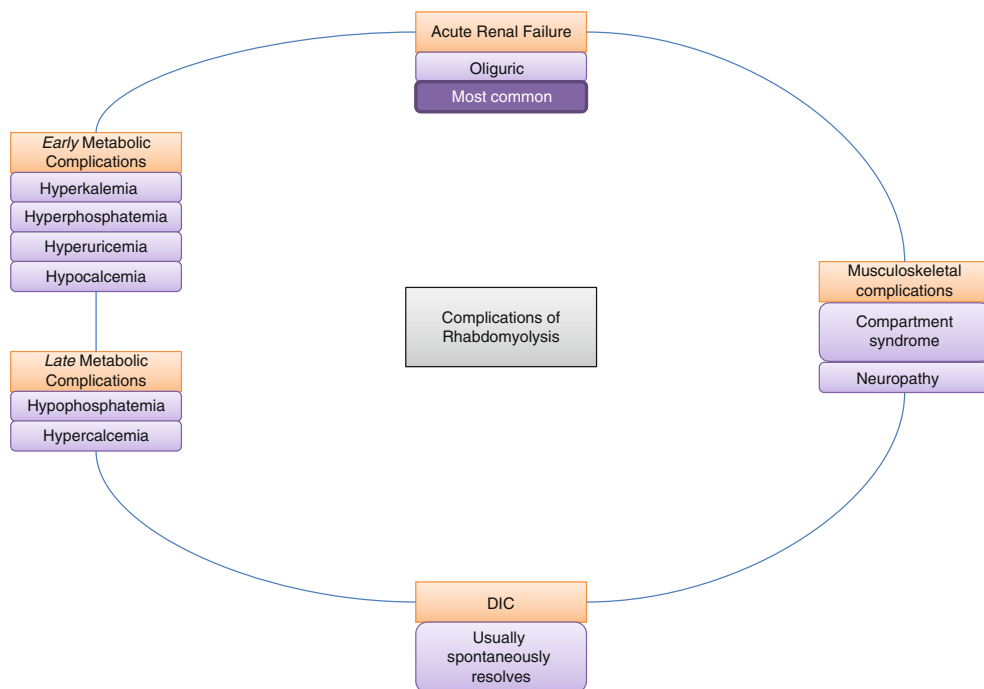 Acute Renal Failure
Oliguric
Most common
Early Metabolic
Complications
Hyperkalemia
Hyperphosphatemia
Hyperuricemia
Hypocalcemia
Late Metabolic
Complications
Hypophosphatemia
Hypercalcemia
Complications of
Rhabdomyolysis
Musculoskeletal
complications
Compartment
syndrome
Neuropathy
DIC
Usually
spontaneously
resolves